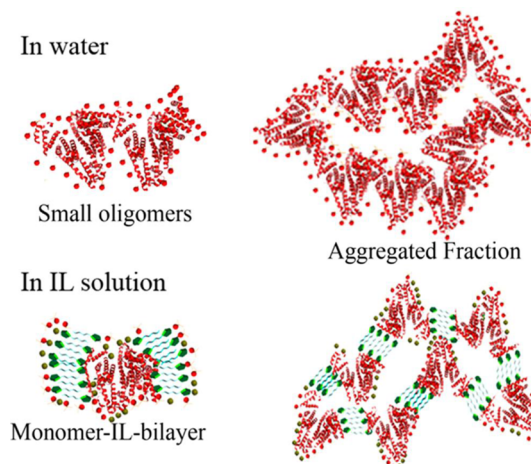 In water
Small oligomers
Aggregated Fraction
In IL solution
Monomer-IL-bilayer